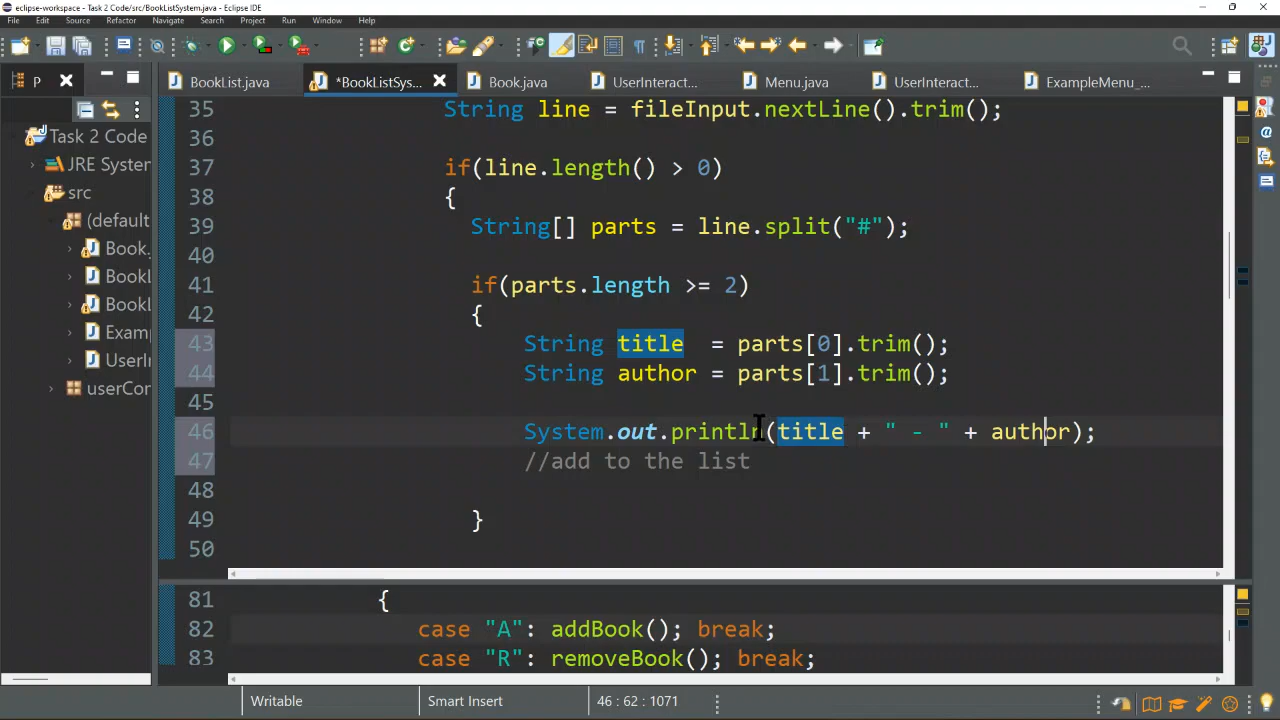 eclipse-workspace - Task 2 Code/src/BookListSystem.java - Eclipse IDE
File Edit Source Refactor Navigate Search Project Run Window Help
P
BookList.java
*BookListSys...
Book.java
UserInteract...
Menu.java
UserInteract...
ExampleMenu_...
Task 2 Code
JRE System
src
(default
Book.
BookL
BookL
Examp
UserIn
userCor
35 String line = fileInput.nextLine().trim();
36
37 if(line.length() > 0)
38 {
39 String[] parts = line.split("#");
40
41 if(parts.length >= 2)
42 {
43 String title  = parts[0].trim();
44 String author = parts[1].trim();
45
46 System.out.println(title + " - " + author);
47 //add to the list
48
49 }
50
81 {
82 case "A": addBook(); break;
83 case "R": removeBook(); break;
Writable Smart Insert 46 : 62 : 1071